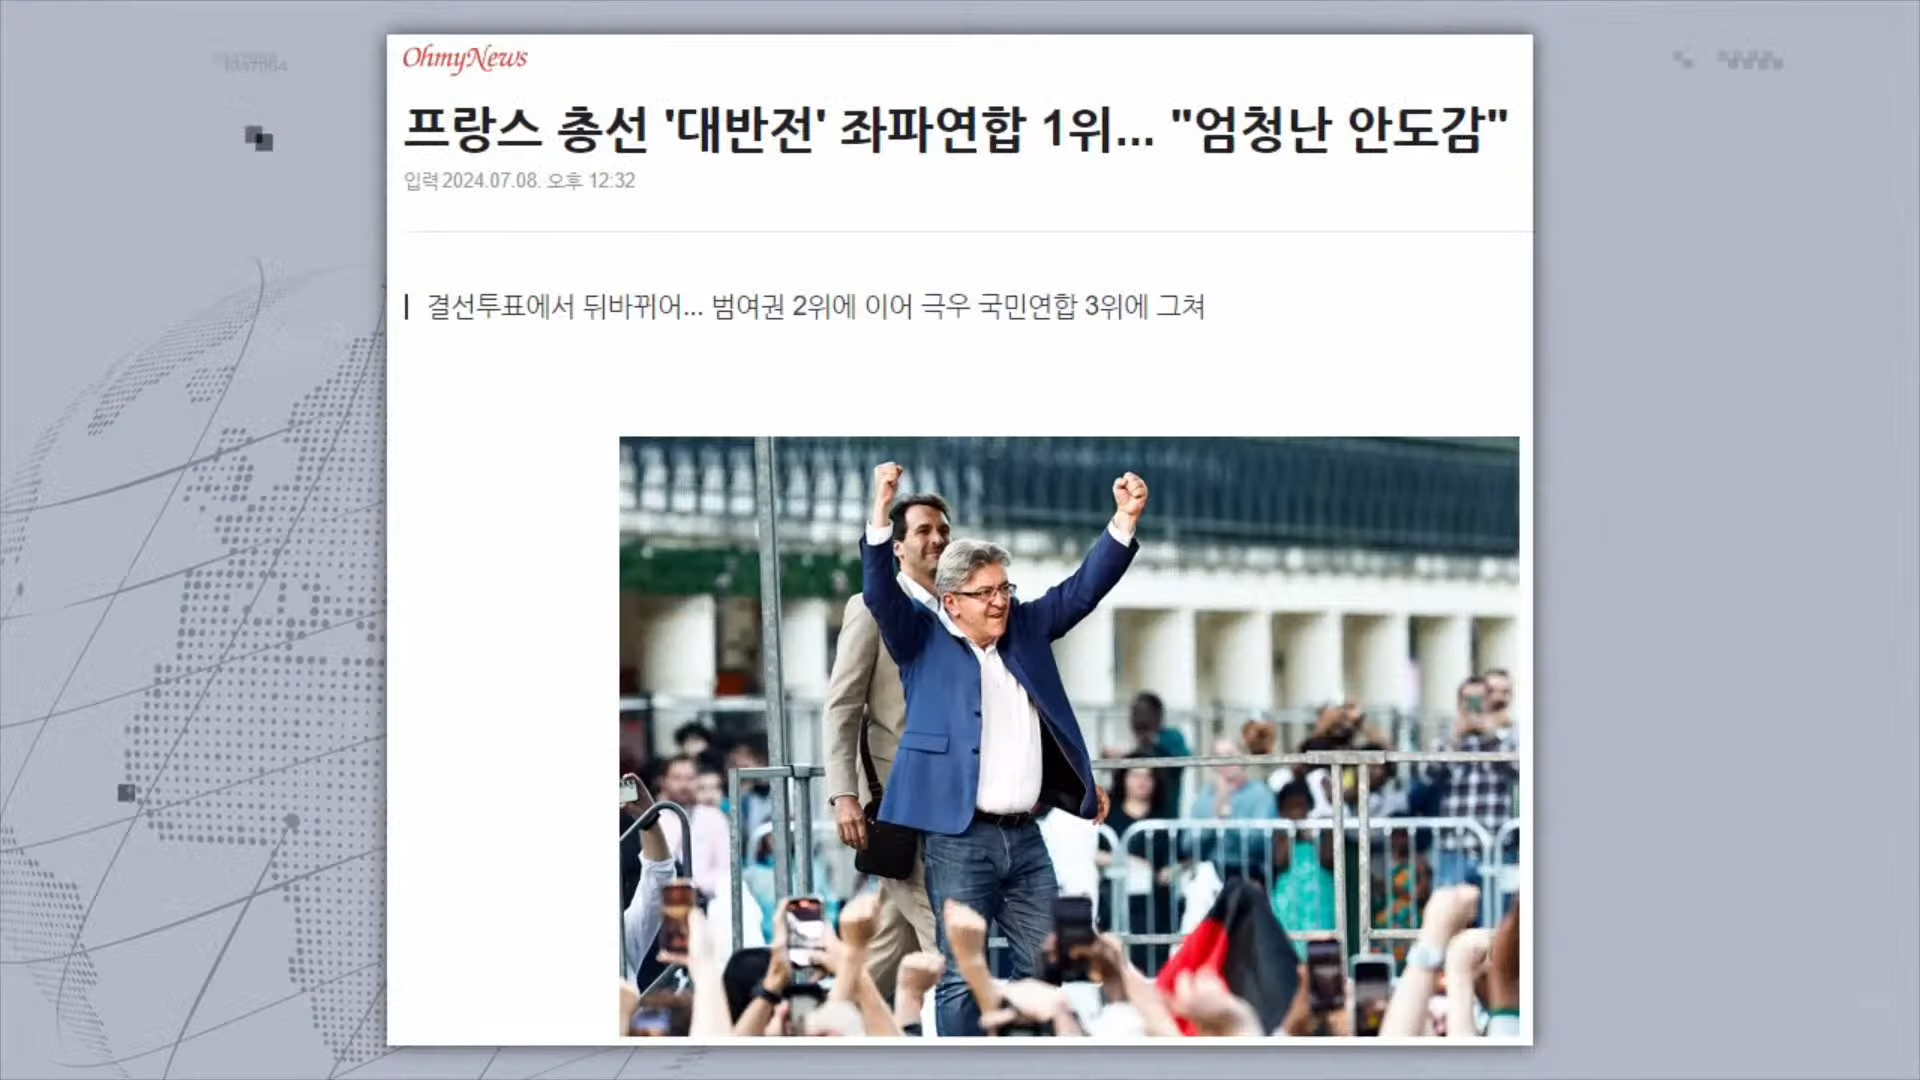 OhmyNews
프랑스 총선 '대반전' 좌파연합 1위... "엄청난 안도감"
입력 2024.07.08. 오후 12:32
결선투표에서 뒤바뀌어... 범여권 2위에 이어 극우 국민연합 3위에 그쳐